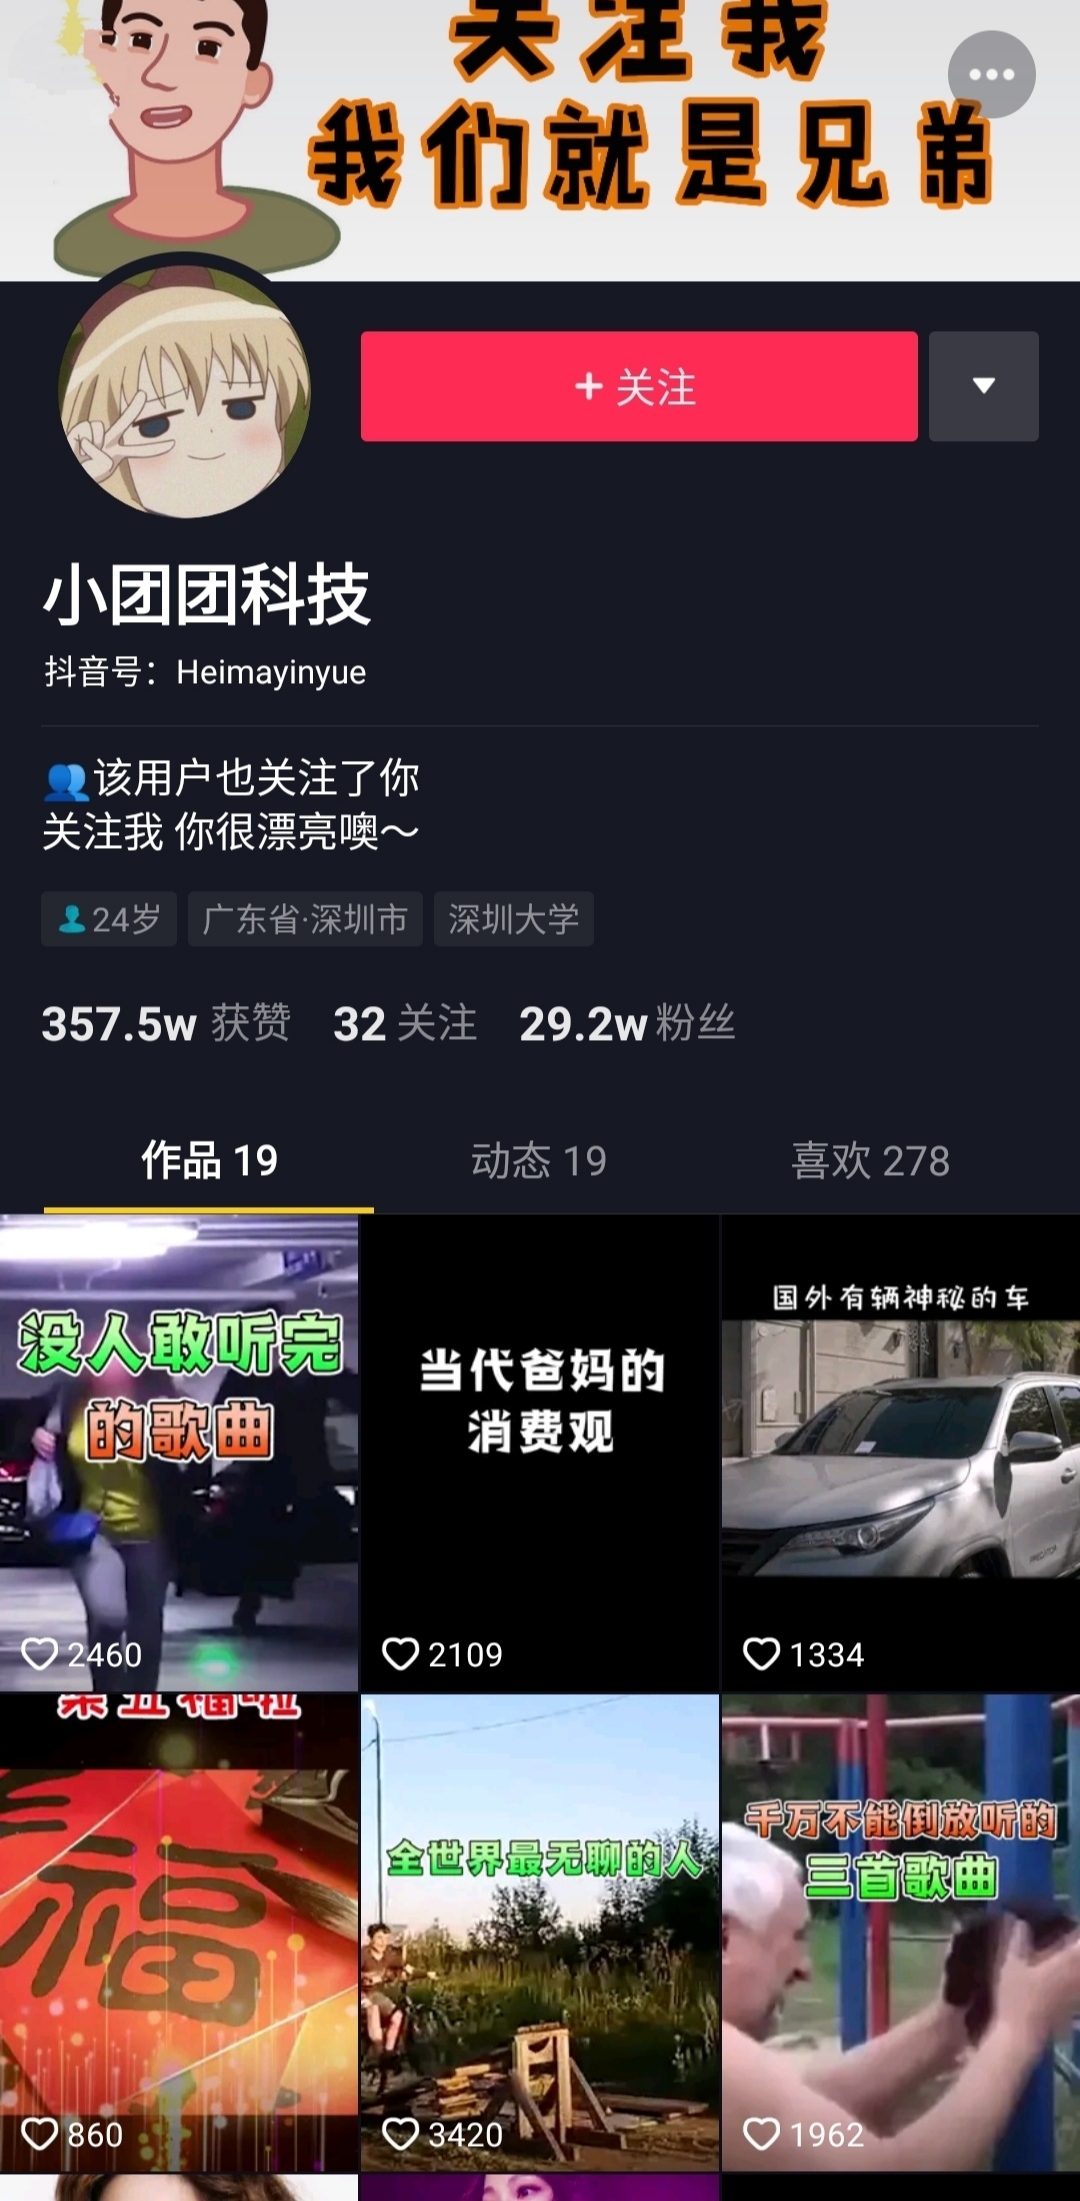 关注我
我们就是兄弟
+ 关注
小团团科技
抖音号：Heimayinyue
👥该用户也关注了你
关注我 你很漂亮噢～
24岁 广东省·深圳市 深圳大学
357.5w 获赞 32 关注 29.2w 粉丝
作品 19 动态 19 喜欢 278
没人敢听完
的歌曲
2460
当代爸妈的
消费观
2109
国外有辆神秘的车
PREDATOR
1334
第五福啦
福
860
全世界最无聊的人
3420
千万不能倒放听的
三首歌曲
1962